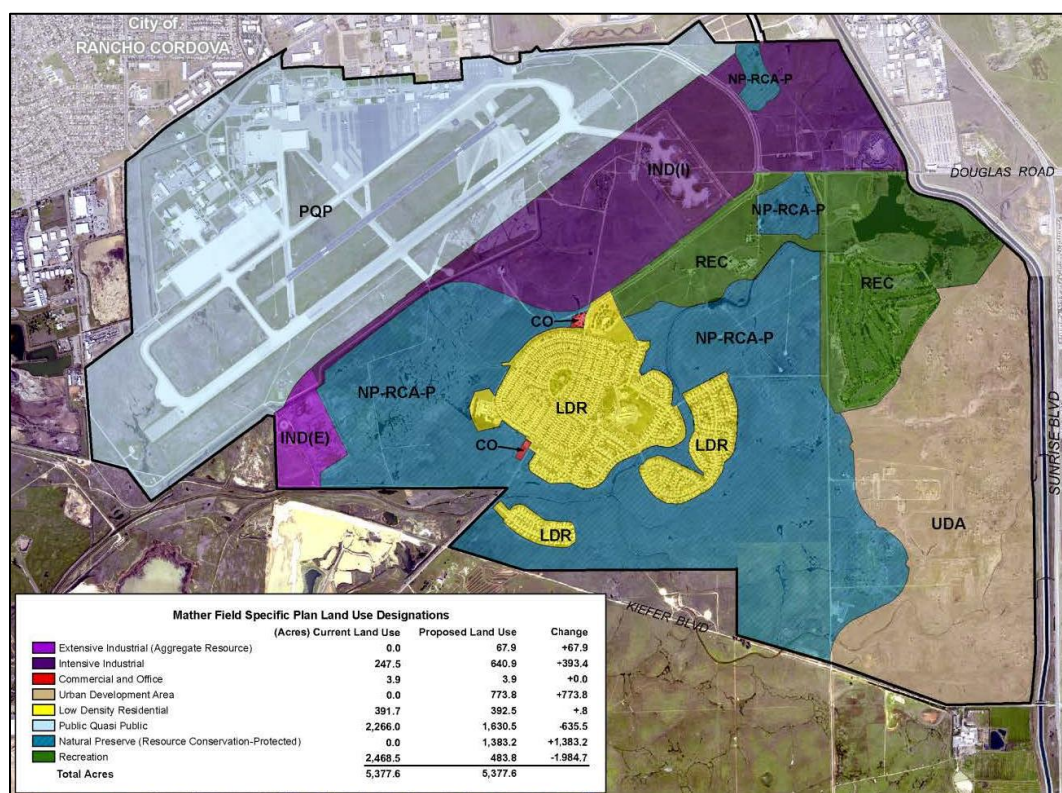 City of
RANCHO CORDOVA
NP-RCA-P
IND(I)
DOUGLAS ROAD
PQP
NP-RCA-P
REC
REC
CO
NP-RCA-P
NP-RCA-P
LDR
IND(E)
CO
LDR
SUNRISE BLVD
LDR
UDA
KIEFER BLVD
Mather Field Specific Plan Land Use Designations
(Acres) Current Land Use Proposed Land Use Change
Extensive Industrial (Aggregate Resource) 0.0 67.9 +67.9
Intensive Industrial 247.5 640.9 +393.4
Commercial and Office 3.9 3.9 +0.0
Urban Development Area 0.0 773.8 +773.8
Low Density Residential 391.7 392.5 +.8
Public Quasi Public 2,266.0 1,630.5 -635.5
Natural Preserve (Resource Conservation-Protected) 0.0 1,383.2 +1,383.2
Recreation 2,468.5 483.8 -1.984.7
Total Acres 5,377.6 5,377.6